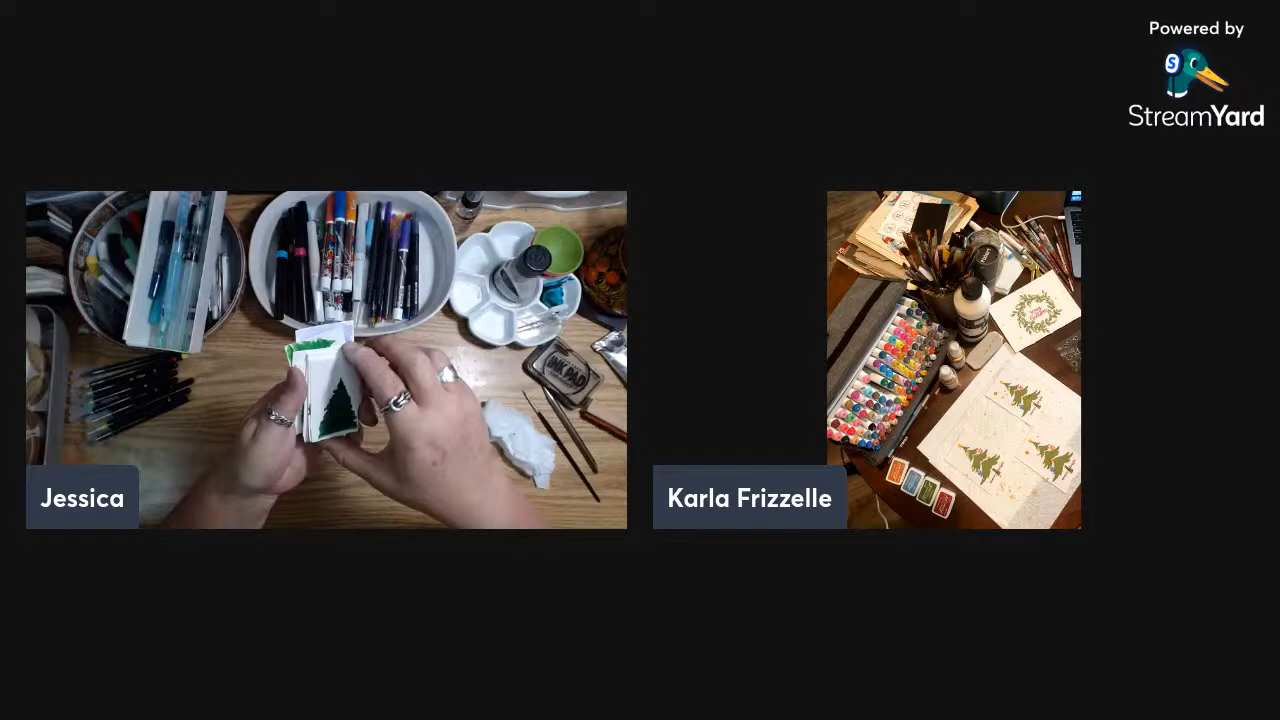 Powered by
S
StreamYard
Jessica
Karla Frizzelle
INK PAD